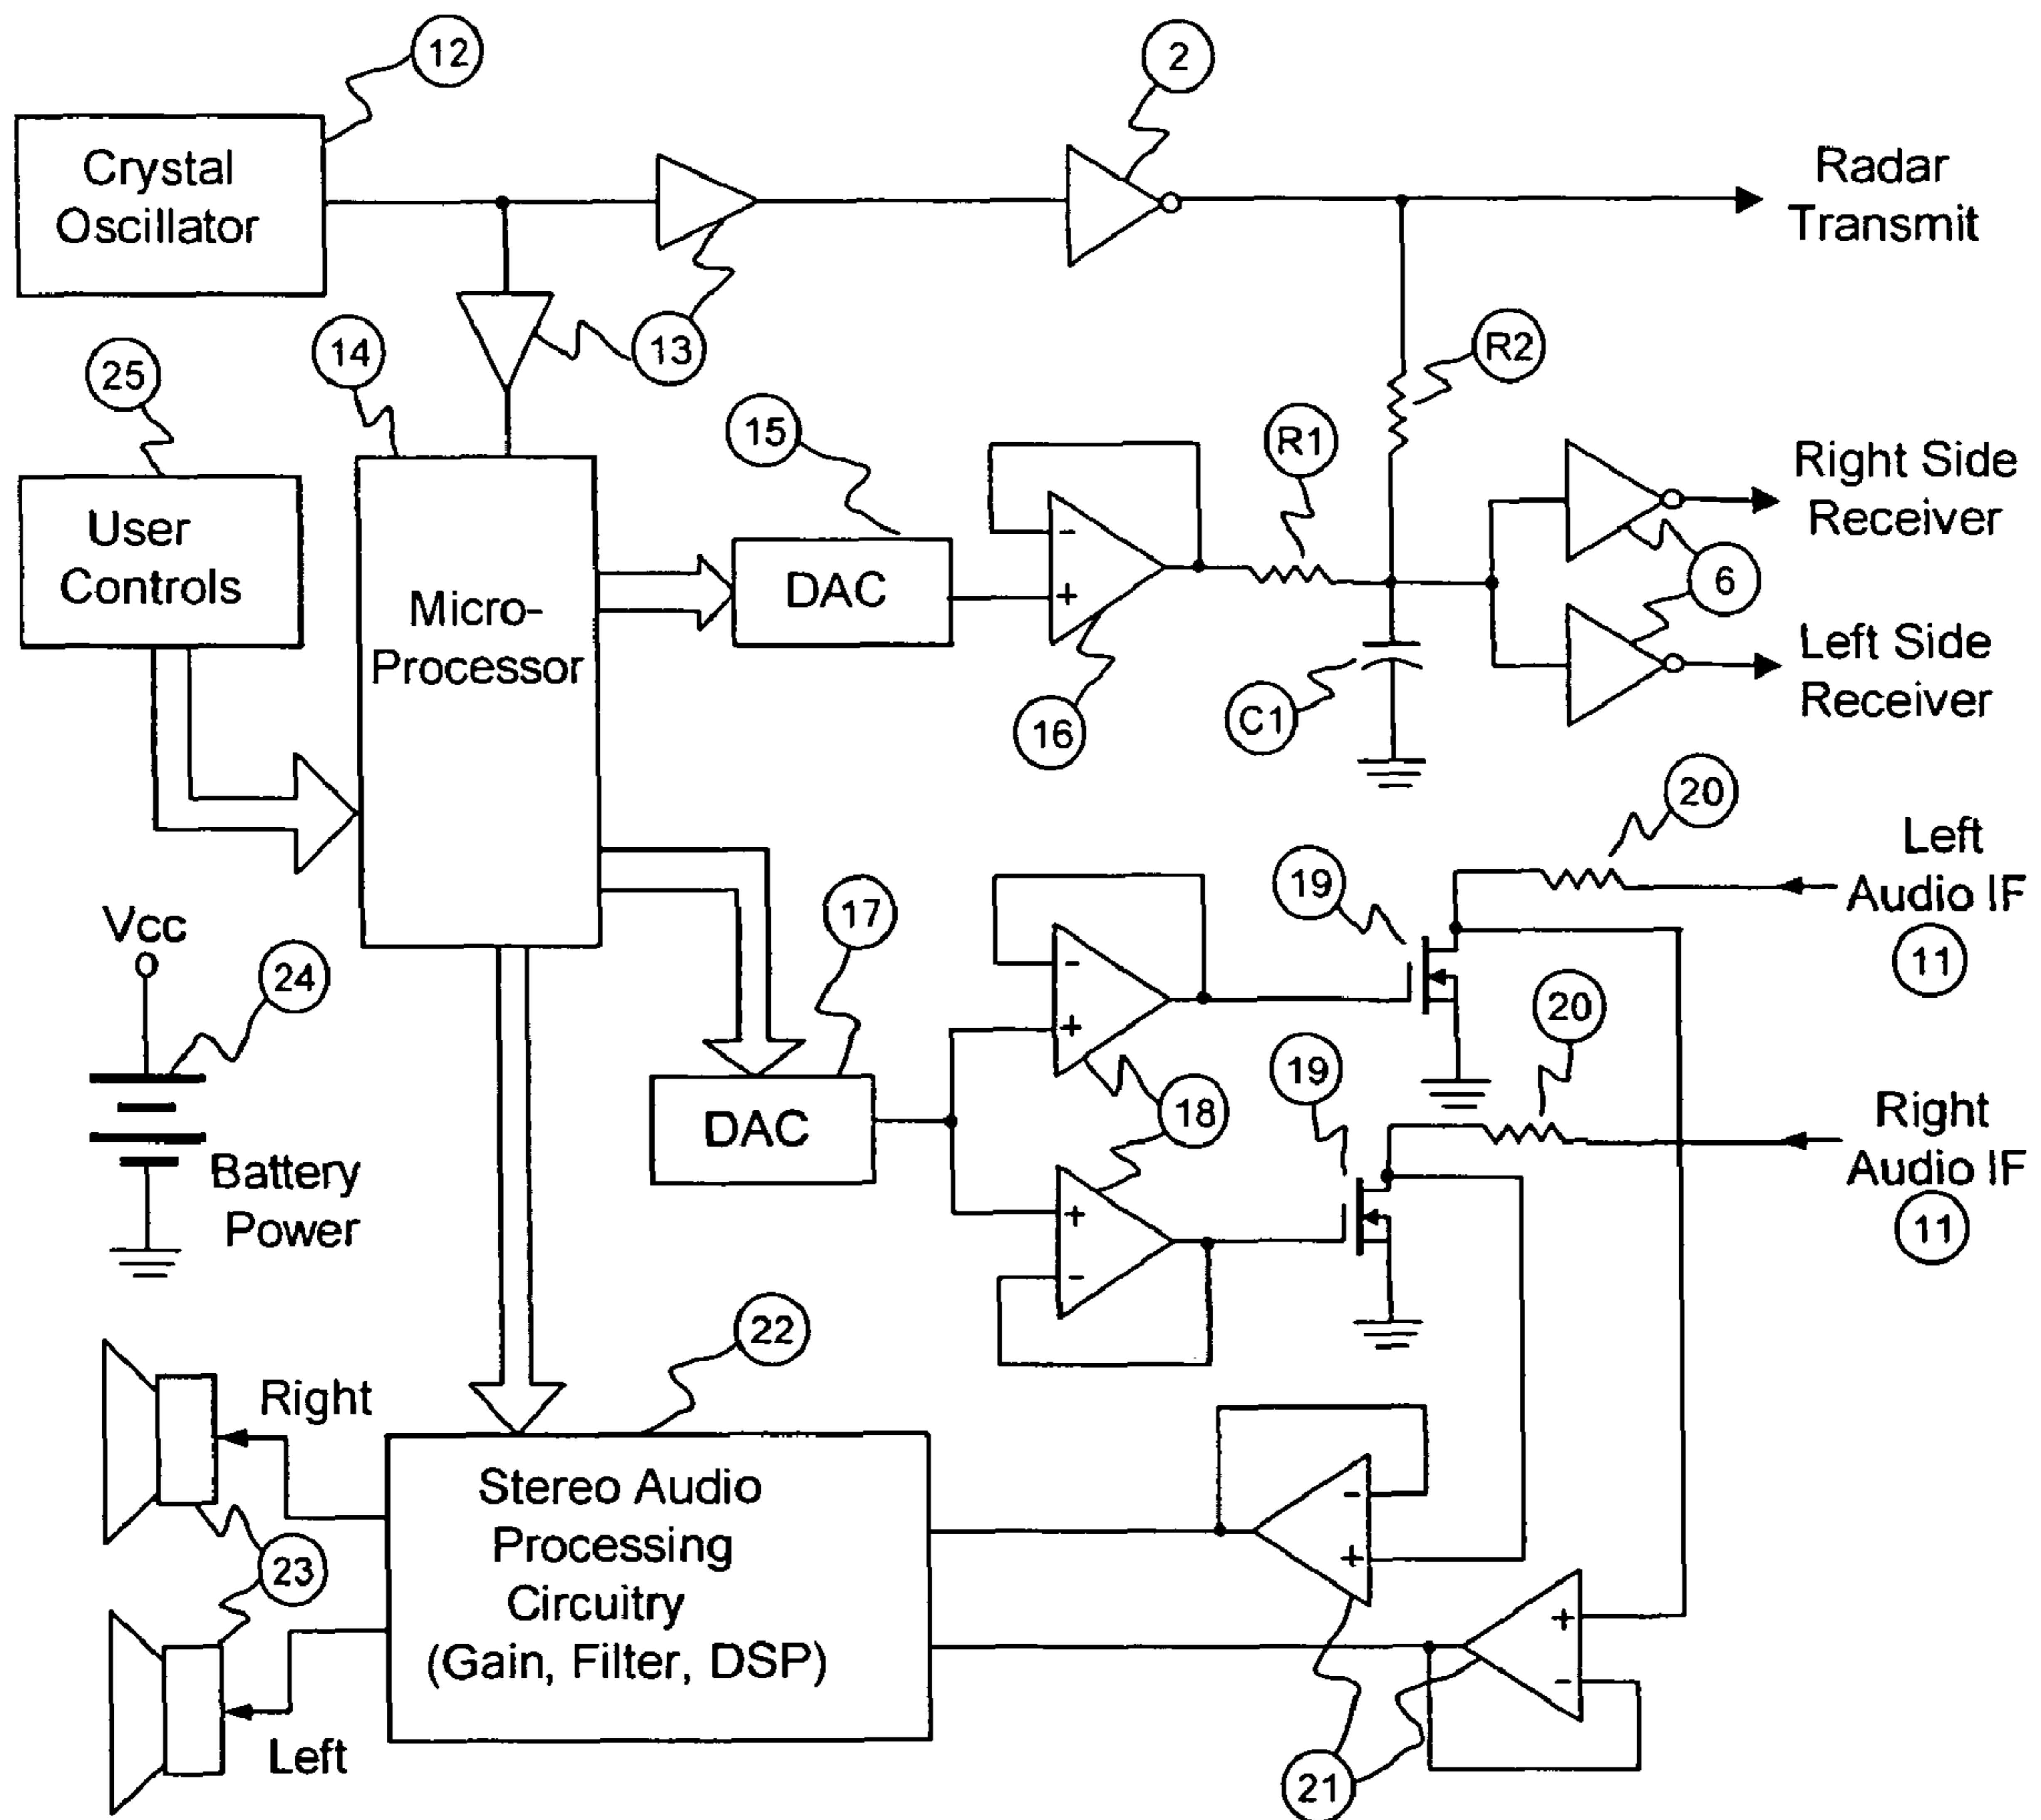 12
2
Crystal
Oscillator
Radar
Transmit
13
14
25
R2
15
R1
User
Controls
Micro-
Processor
DAC
-
+
16
C1
Right Side
Receiver
6
Left Side
Receiver
20
Left
Audio IF
11
19
17
Vcc
24
-
+
20
19
18
DAC
Right
Audio IF
11
Battery
Power
+
-
22
Right
Stereo Audio
Processing
Circuitry
(Gain, Filter, DSP)
-
+
23
+
-
Left
21